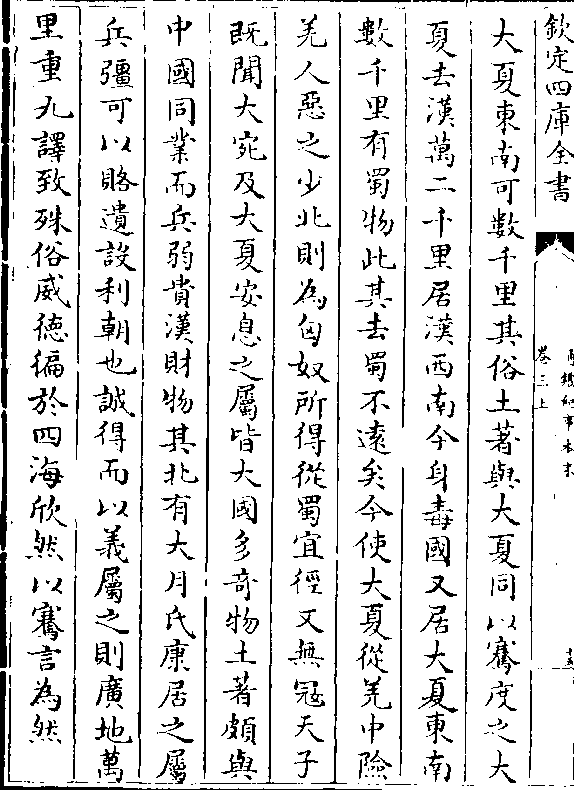 欽定四庫全書
通鑑紀事本末
卷三上
大夏東南可數千里其俗土著與大夏同以騫度之大
夏去漢萬二千里居漢西南今身毒國又居大夏東南
數千里有蜀物此其去蜀不遠矣今使大夏從羌中險
羌人惡之少北則為匈奴所得從蜀宜徑又無寇天子
既聞大宛及大夏安息之屬皆大國多奇物土著頗與
中國同業而兵弱貴漢財物其北有大月氏康居之屬
兵彊可以賂遺設利朝也誠得而以義屬之則廣地萬
里重九譯致殊俗威徳徧於四海欣然以騫言為然